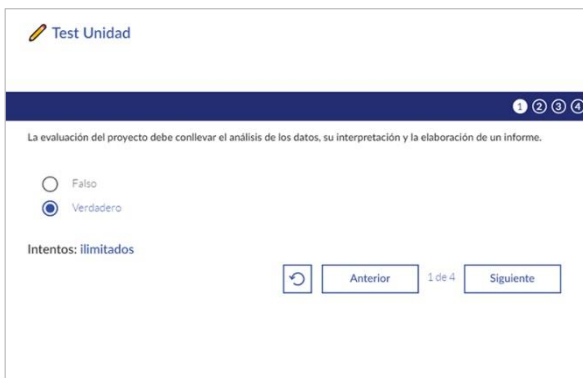 Test Unidad
1 2 3 4
La evaluación del proyecto debe conllevar el análisis de los datos, su interpretación y la elaboración de un informe.
Falso
Verdadero
Intentos: ilimitados
Anterior 1 de 4 Siguiente